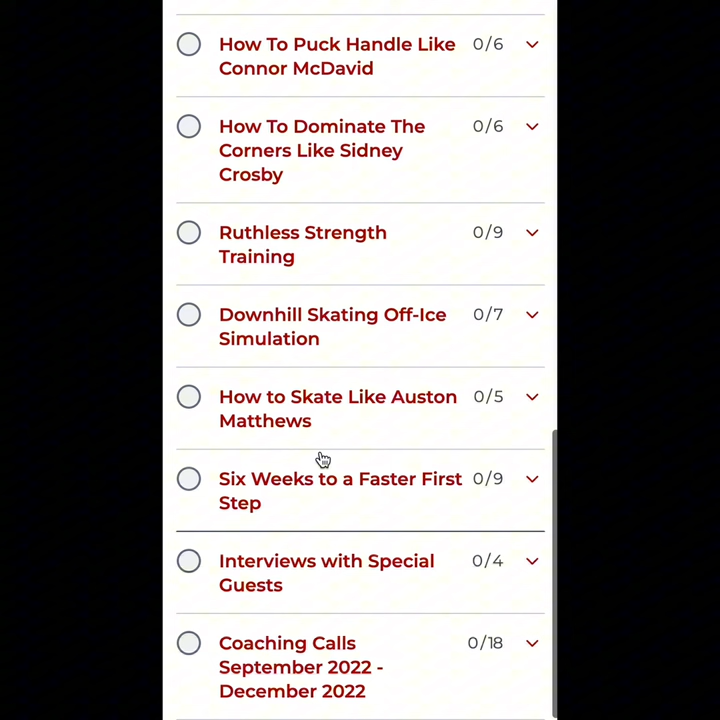 How To Puck Handle Like 0/6
Connor McDavid
How To Dominate The 0/6
Corners Like Sidney
Crosby
Ruthless Strength 0/9
Training
Downhill Skating Off-Ice 0/7
Simulation
How to Skate Like Auston 0/5
Matthews
Six Weeks to a Faster First 0/9
Step
Interviews with Special 0/4
Guests
Coaching Calls 0/18
September 2022 -
December 2022